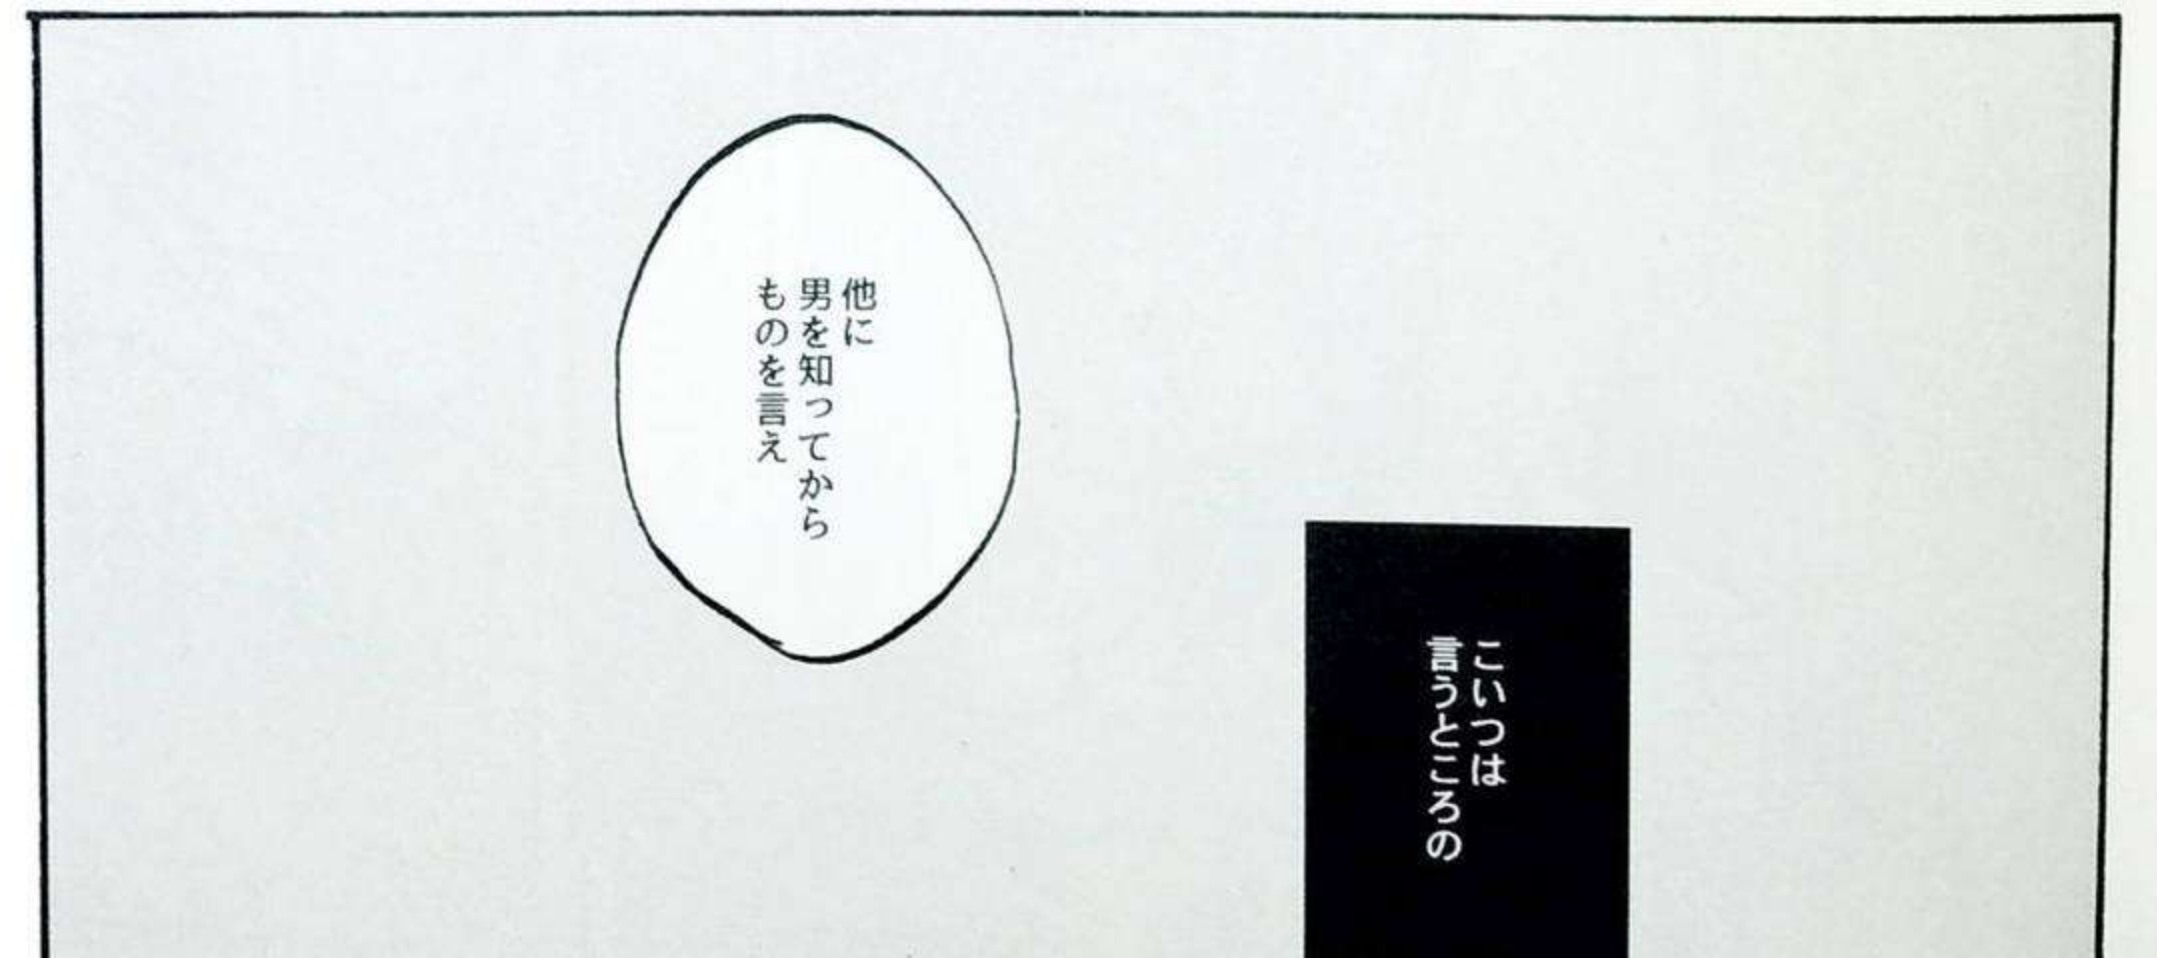 こいつは
言うところの
他に
男を知ってから
ものを言え